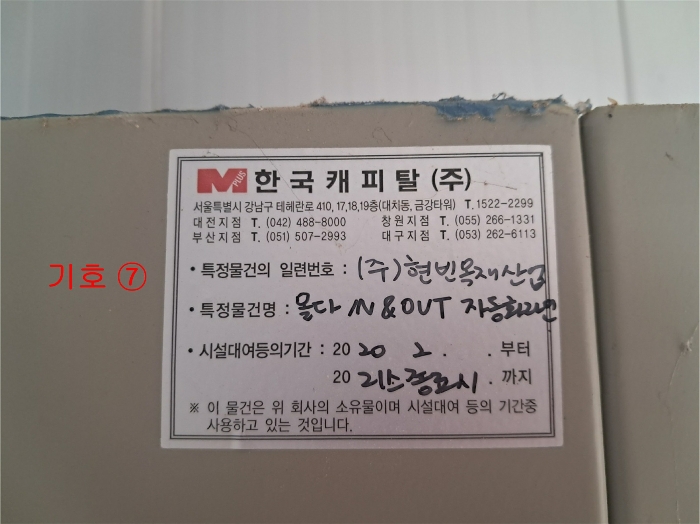 M PLUS 한국캐피탈 (주)
서울특별시 강남구 테헤란로 410, 17,18,19층(대치동, 금강타워) T.1522-2299
대전지점 T. (042) 488-8000 창원지점 T. (055) 266-1331
부산지점 T. (051) 507-2993 대구지점 T. (053) 262-6113
기호 ⑦
• 특정물건의 일련번호 : (주)현빈목재산업
• 특정물건명 : 몰다 IN & OUT 자동화라인
• 시설대여등의기간 : 2020 2. . 부터
20 리스종료시. 까지
※ 이 물건은 위 회사의 소유물이며 시설대여 등의 기간중
사용하고 있는 것입니다.